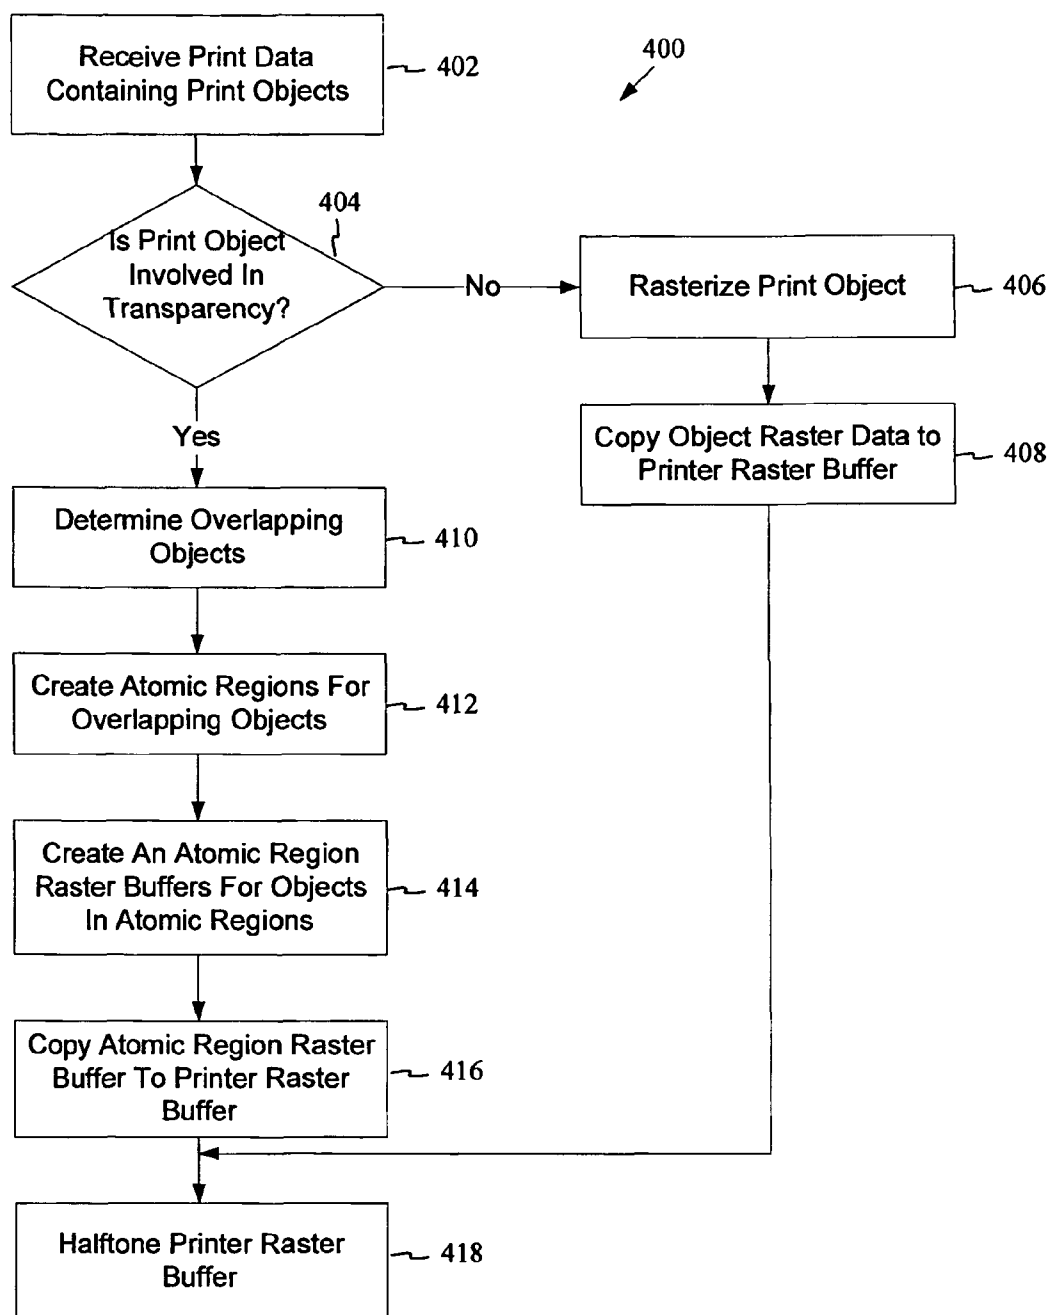 Receive Print Data
Containing Print Objects
402
400
404
Is Print Object
Involved In
Transparency?
No
Rasterize Print Object
406
Copy Object Raster Data to
Printer Raster Buffer
408
Yes
Determine Overlapping
Objects
410
Create Atomic Regions For
Overlapping Objects
412
Create An Atomic Region
Raster Buffers For Objects
In Atomic Regions
414
Copy Atomic Region Raster
Buffer To Printer Raster
Buffer
416
Halftone Printer Raster
Buffer
418